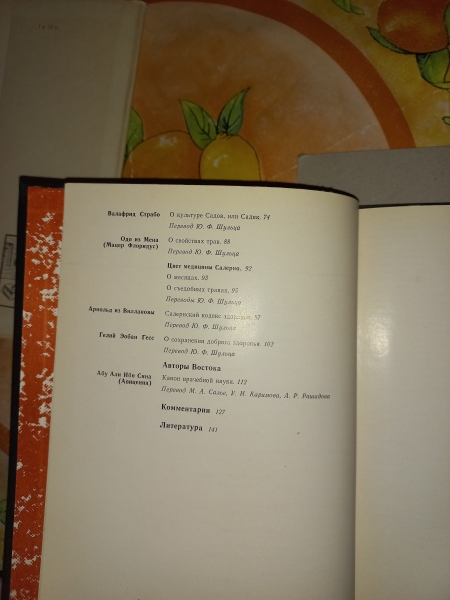 Валафрид Страбо
О культуре Садов, или Садик. 74
Перевод Ю. Ф. Шульца
Одо из Мена
(Мацер Флоридус)
О свойствах трав. 88
Перевод Ю. Ф. Шульца
Цвет медицины Салерно. 92
О месяцах. 93
О съедобных травах. 95
Переводы Ю. Ф. Шульца
Арнольд из Виллановы
Салернский кодекс здоровья. 97
Перевод Ю. Ф. Шульца
Гелий Эобан Гесс
О сохранении доброго здоровья. 102
Перевод Ю. Ф. Шульца
Авторы Востока
Абу Али Ибн Сина
(Авиценна)
Канон врачебной науки. 112
Перевод М. А. Салье, У. И. Каримова, А. Р. Рашадова
Комментарии 127
Литература 141